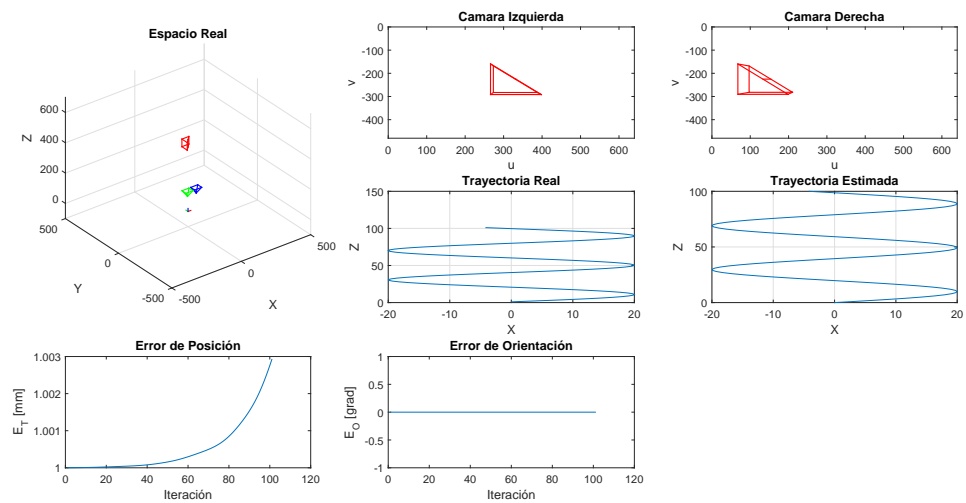 Espacio Real
600
400
200
0
Z
500
0
-500
Y
-500
0
500
X
Camara Izquierda
0
-100
-200
-300
-400
v
0 100 200 300 400 500 600
u
Camara Derecha
0
-100
-200
-300
-400
v
0 100 200 300 400 500 600
u
Trayectoria Real
150
100
50
0
Z
-20 -10 0 10 20
X
Trayectoria Estimada
100
50
0
Z
-20 -10 0 10 20
X
Error de Posición
1.003
1.002
1.001
1
E_T [mm]
0 20 40 60 80 100 120
Iteración
Error de Orientación
1
0.5
0
-0.5
-1
E_O [grad]
0 20 40 60 80 100 120
Iteración